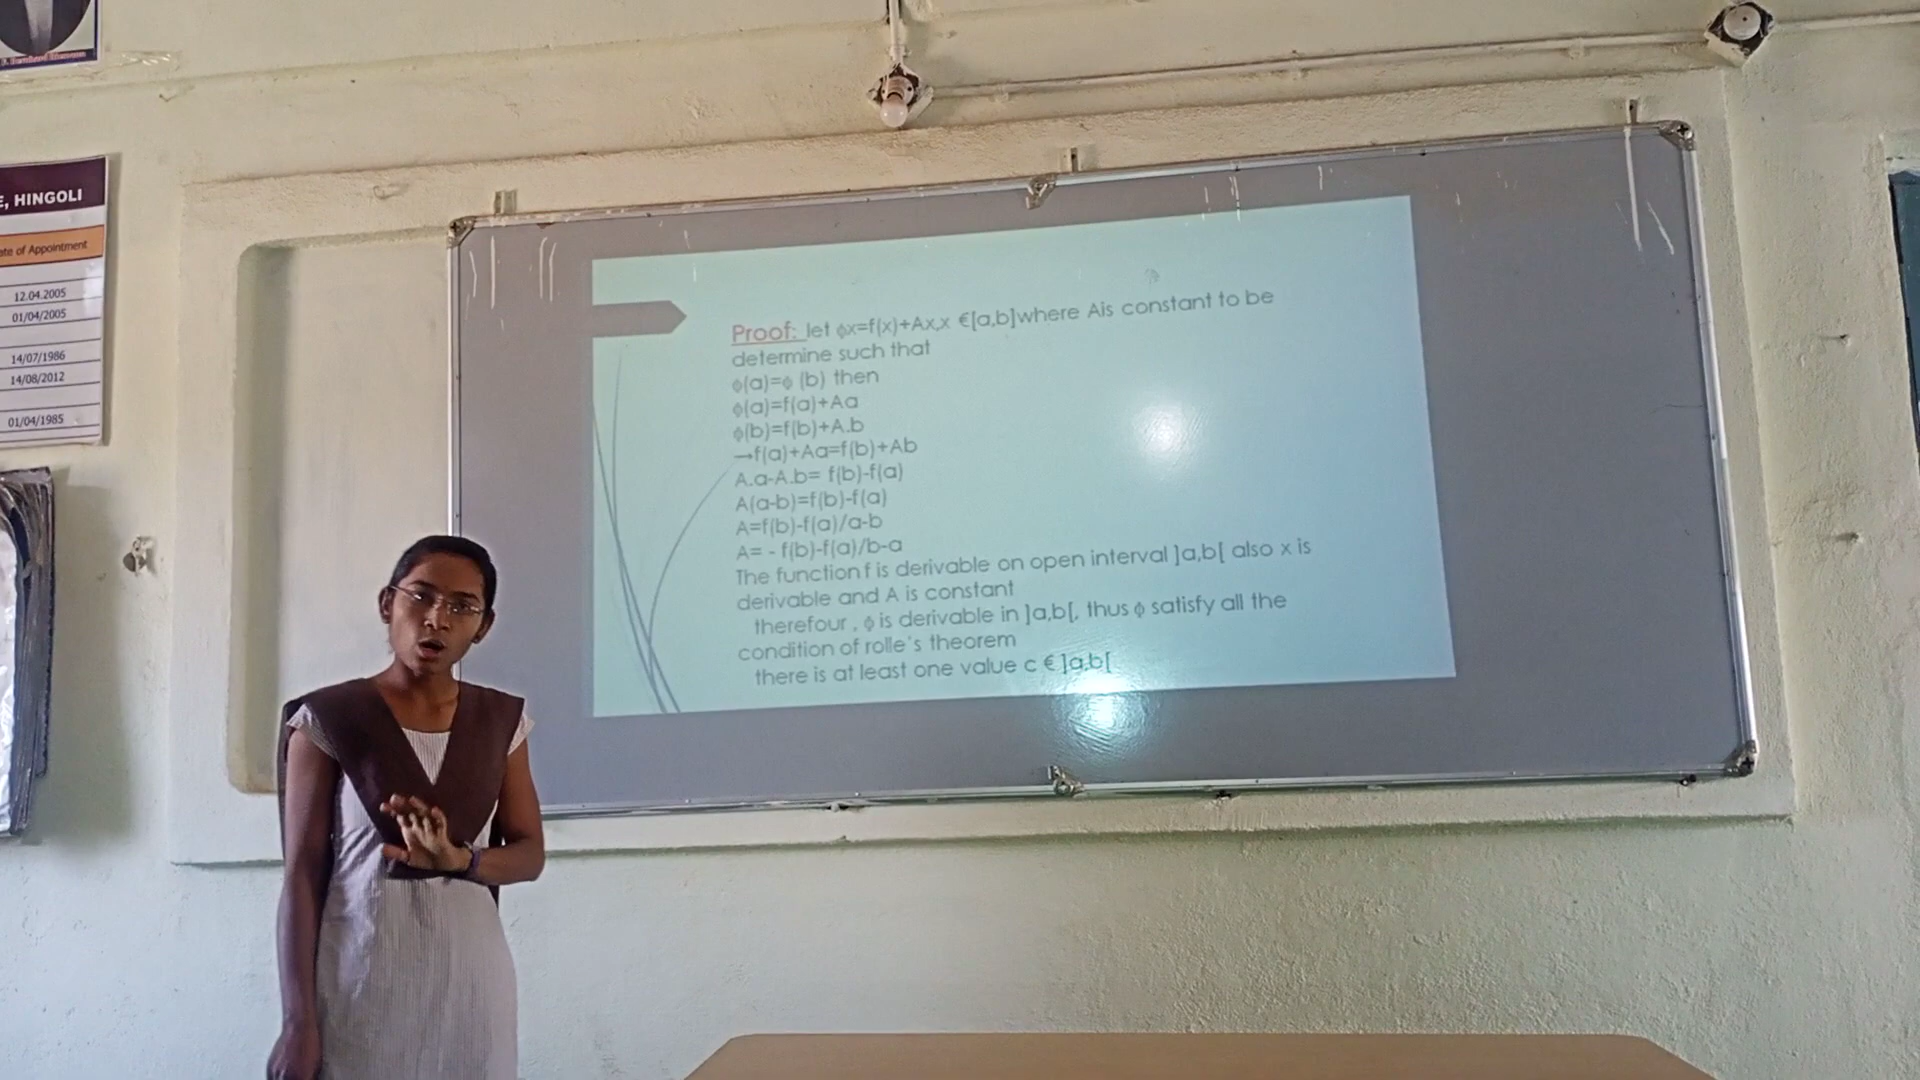 E, HINGOLI
ate of Appointment
12.04.2005
01/04/2005
14/07/1986
14/08/2012
01/04/1985
Proof: let ϕx=f(x)+Ax,x €[a,b]where Ais constant to be
determine such that
ϕ(a)=ϕ (b) then
ϕ(a)=f(a)+Aa
ϕ(b)=f(b)+A.b
→f(a)+Aa=f(b)+Ab
A.a-A.b= f(b)-f(a)
A(a-b)=f(b)-f(a)
A=f(b)-f(a)/a-b
A= - f(b)-f(a)/b-a
The function f is derivable on open interval ]a,b[ also x is
derivable and A is constant
therefour , ϕ is derivable in ]a,b[, thus ϕ satisfy all the
condition of rolle's theorem
there is at least one value c € ]a,b[